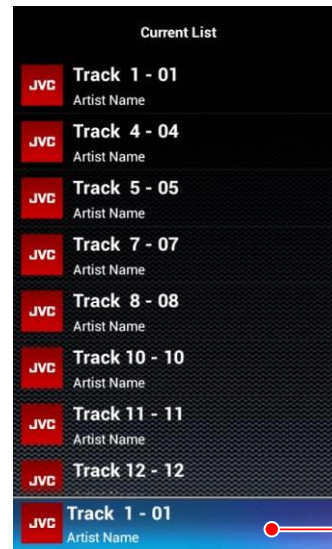 Current List
JVC
Track 1 - 01
Artist Name
JVC
Track 4 - 04
Artist Name
JVC
Track 5 - 05
Artist Name
JVC
Track 7 - 07
Artist Name
JVC
Track 8 - 08
Artist Name
JVC
Track 10 - 10
Artist Name
JVC
Track 11 - 11
Artist Name
JVC
Track 12 - 12
JVC
Track 1 - 01
Artist Name